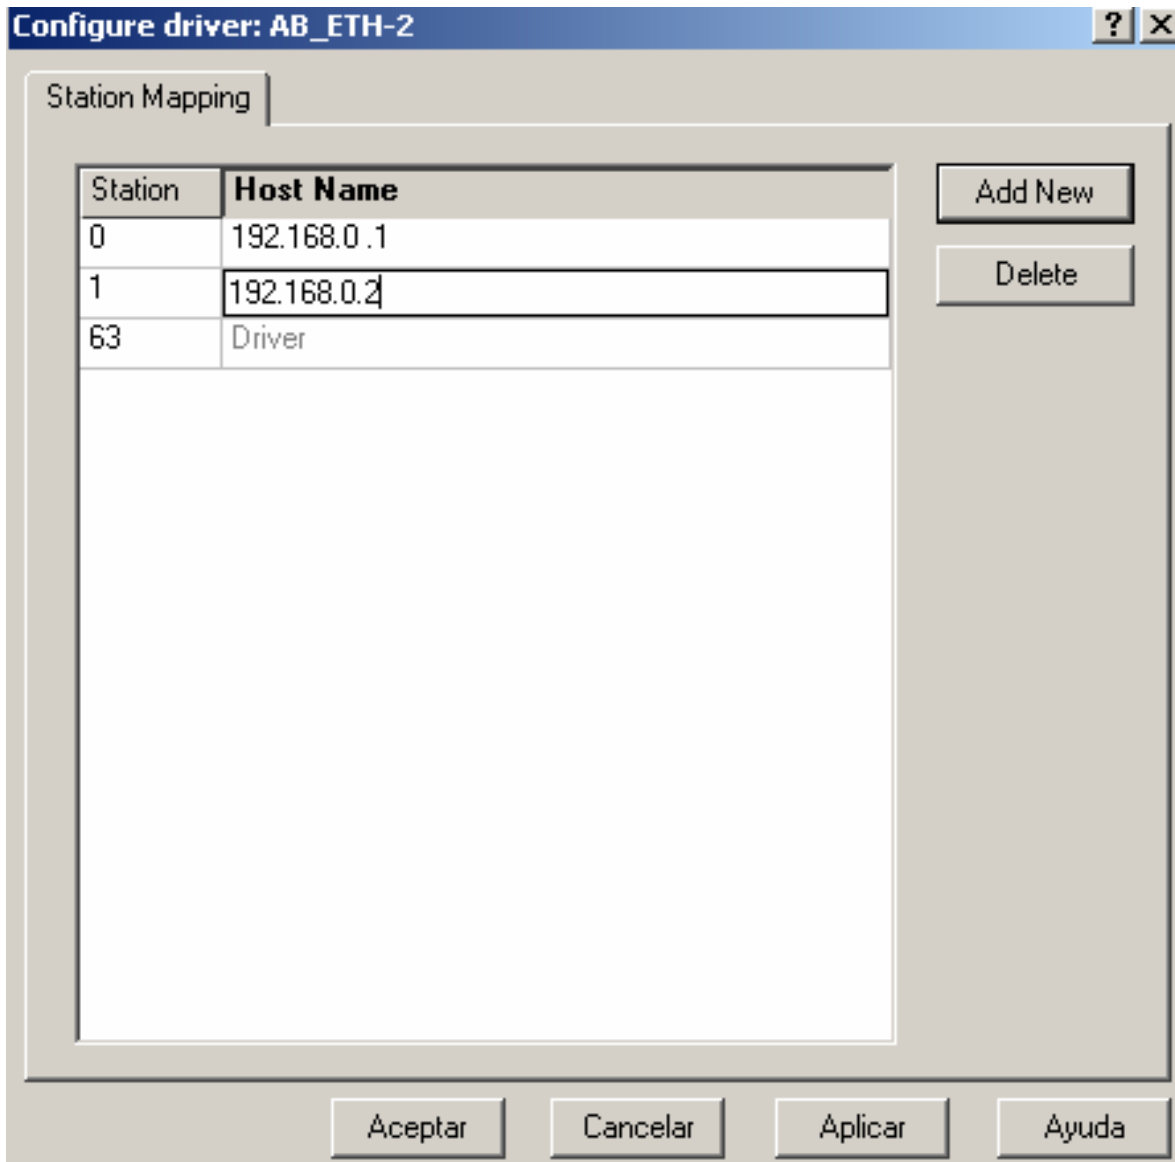 Configure driver: AB_ETH-2
Station Mapping
Station Host Name
0 192.168.0 .1
1 192.168.0.2
63 Driver
Add New
Delete
Aceptar Cancelar Aplicar Ayuda